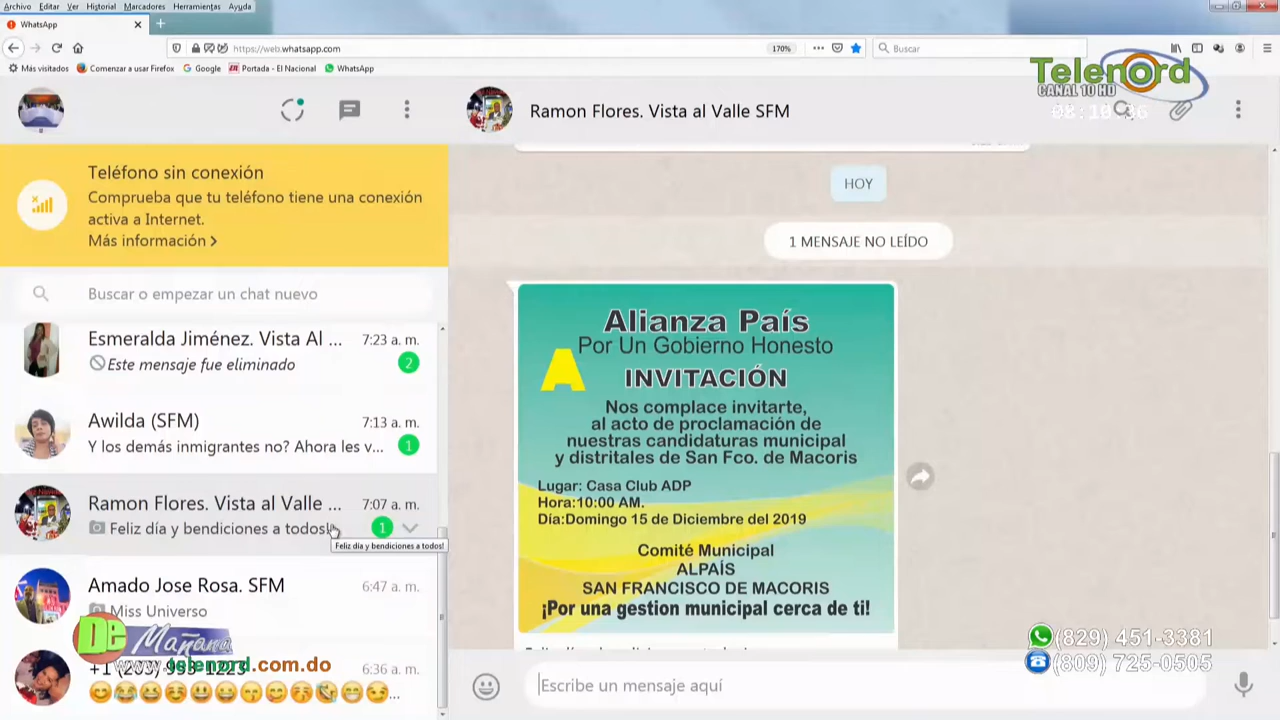 Archivo Editar Ver Historial Marcadores Herramientas Ayuda
WhatsApp
https://web.whatsapp.com
170%
Buscar
Más visitados Comenzar a usar Firefox Google Portada - El Nacional WhatsApp
Telenord
CANAL 10 HD
Ramon Flores. Vista al Valle SFM
Teléfono sin conexión
Comprueba que tu teléfono tiene una conexión
activa a Internet.
Más información
Buscar o empezar un chat nuevo
Esmeralda Jiménez. Vista Al ... 7:23 a. m.
Este mensaje fue eliminado 2
Awilda (SFM) 7:13 a. m.
Y los demás inmigrantes no? Ahora les v... 1
Ramon Flores. Vista al Valle ... 7:07 a. m.
Feliz día y bendiciones a todos! 1
Feliz día y bendiciones a todos!
Amado Jose Rosa. SFM 6:47 a. m.
Miss Universo
6:36 a. m.
De Mañana
www.telenord.com.do
HOY
1 MENSAJE NO LEÍDO
Alianza País
Por Un Gobierno Honesto
A
INVITACIÓN
Nos complace invitarte,
al acto de proclamación de
nuestras candidaturas municipal
y distritales de San Fco. de Macoris
Lugar: Casa Club ADP
Hora:10:00 AM.
Día:Domingo 15 de Diciembre del 2019
Comité Municipal
ALPAÍS
SAN FRANCISCO DE MACORIS
¡Por una gestion municipal cerca de ti!
Escribe un mensaje aquí
(829) 451-3381
(809) 725-0505